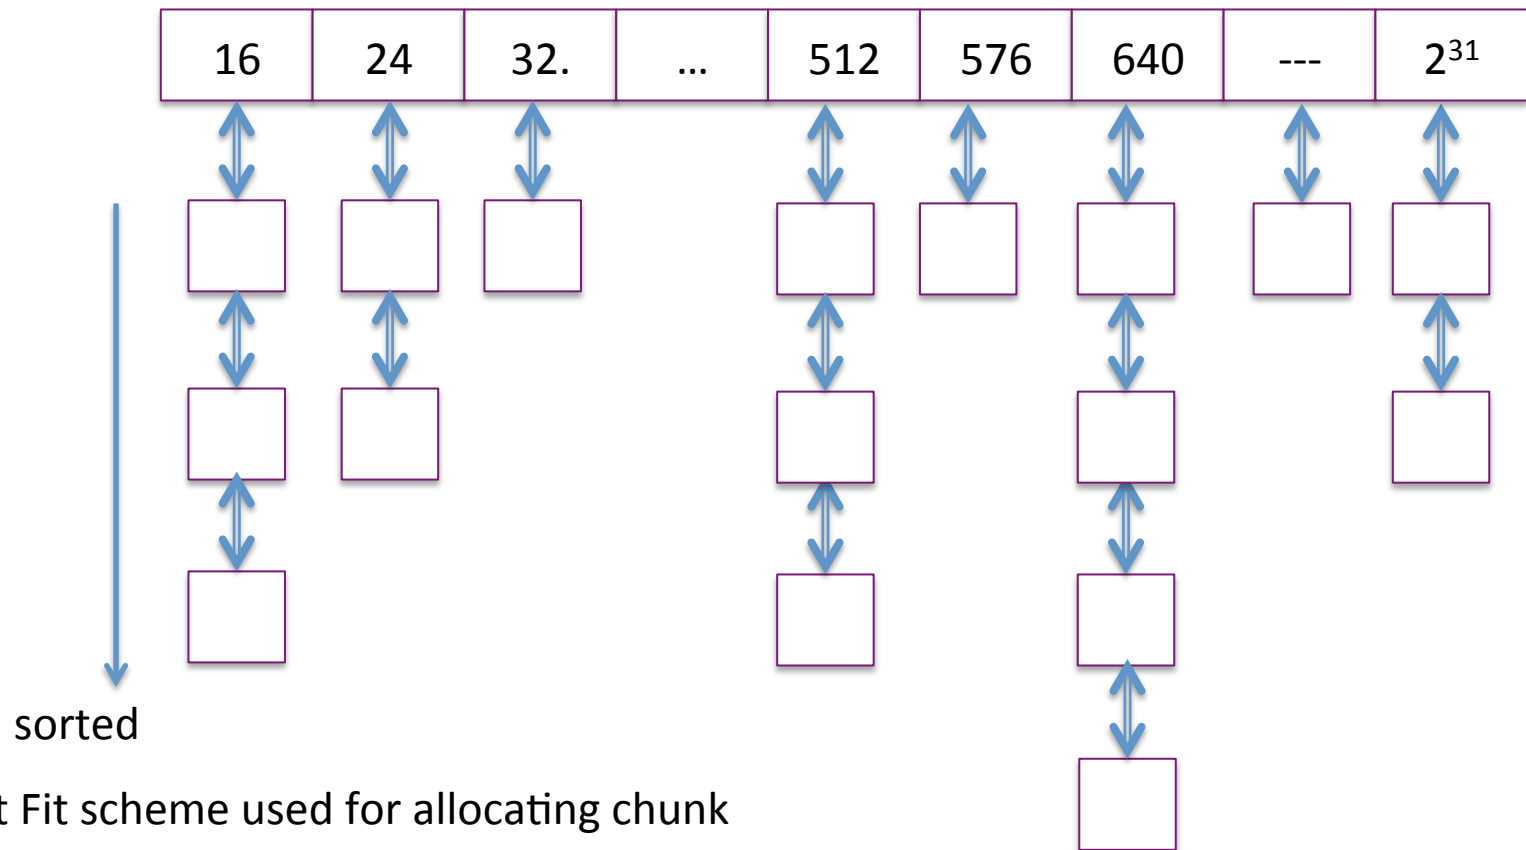 16 24 32. ... 512 576 640 --- 2³¹
sorted
t Fit scheme used for allocating chunk